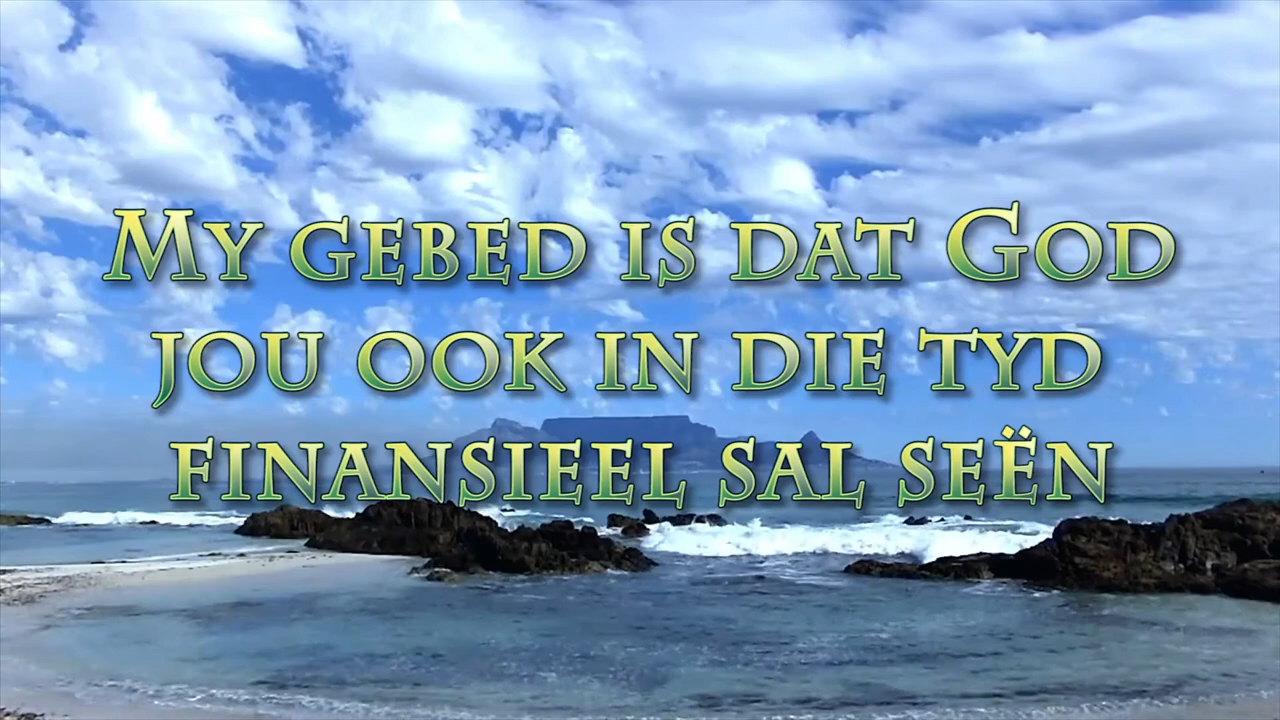 My gebed is dat God
jou ook in die tyd
finansieel sal seën